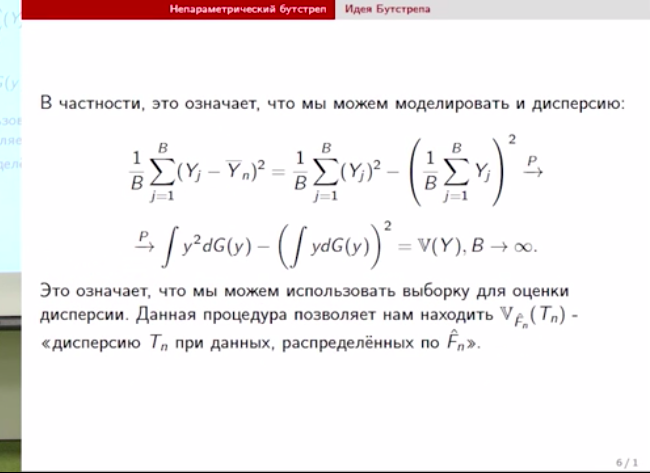 Непараметрический бутстреп Идея Бутстрепа
В частности, это означает, что мы можем моделировать и дисперсию:
$\frac{1}{B}\sum_{j=1}^{B}(Y_j - \overline{Y}_n)^2 = \frac{1}{B}\sum_{j=1}^{B}(Y_j)^2 - \left(\frac{1}{B}\sum_{j=1}^{B}Y_j\right)^2 \xrightarrow{P}$
$\xrightarrow{P} \int y^2 dG(y) - \left(\int y dG(y)\right)^2 = \mathbb{V}(Y), B \to \infty.$
Это означает, что мы можем использовать выборку для оценки
дисперсии. Данная процедура позволяет нам находить $\mathbb{V}_{\hat{F}_n}(T_n)$ -
«дисперсию $T_n$ при данных, распределённых по $\hat{F}_n$».
6 / 1